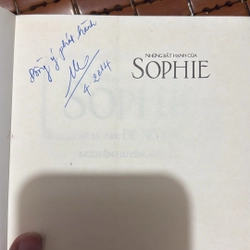 Đồng ý phát hành
4.2014
NHỮNG BẤT HẠNH CỦA
SOPHIE